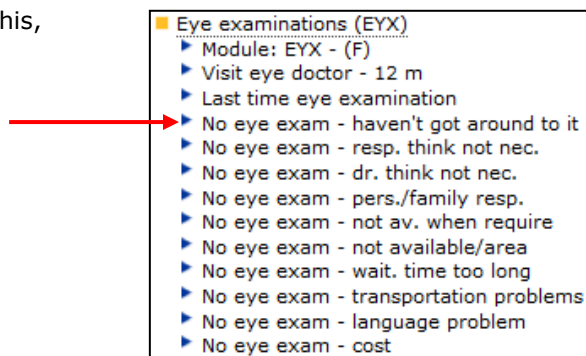 his,
Eye examinations (EYX)
Module: EYX - (F)
Visit eye doctor - 12 m
Last time eye examination
No eye exam - haven't got around to it
No eye exam - resp. think not nec.
No eye exam - dr. think not nec.
No eye exam - pers./family resp.
No eye exam - not av. when require
No eye exam - not available/area
No eye exam - wait. time too long
No eye exam - transportation problems
No eye exam - language problem
No eye exam - cost